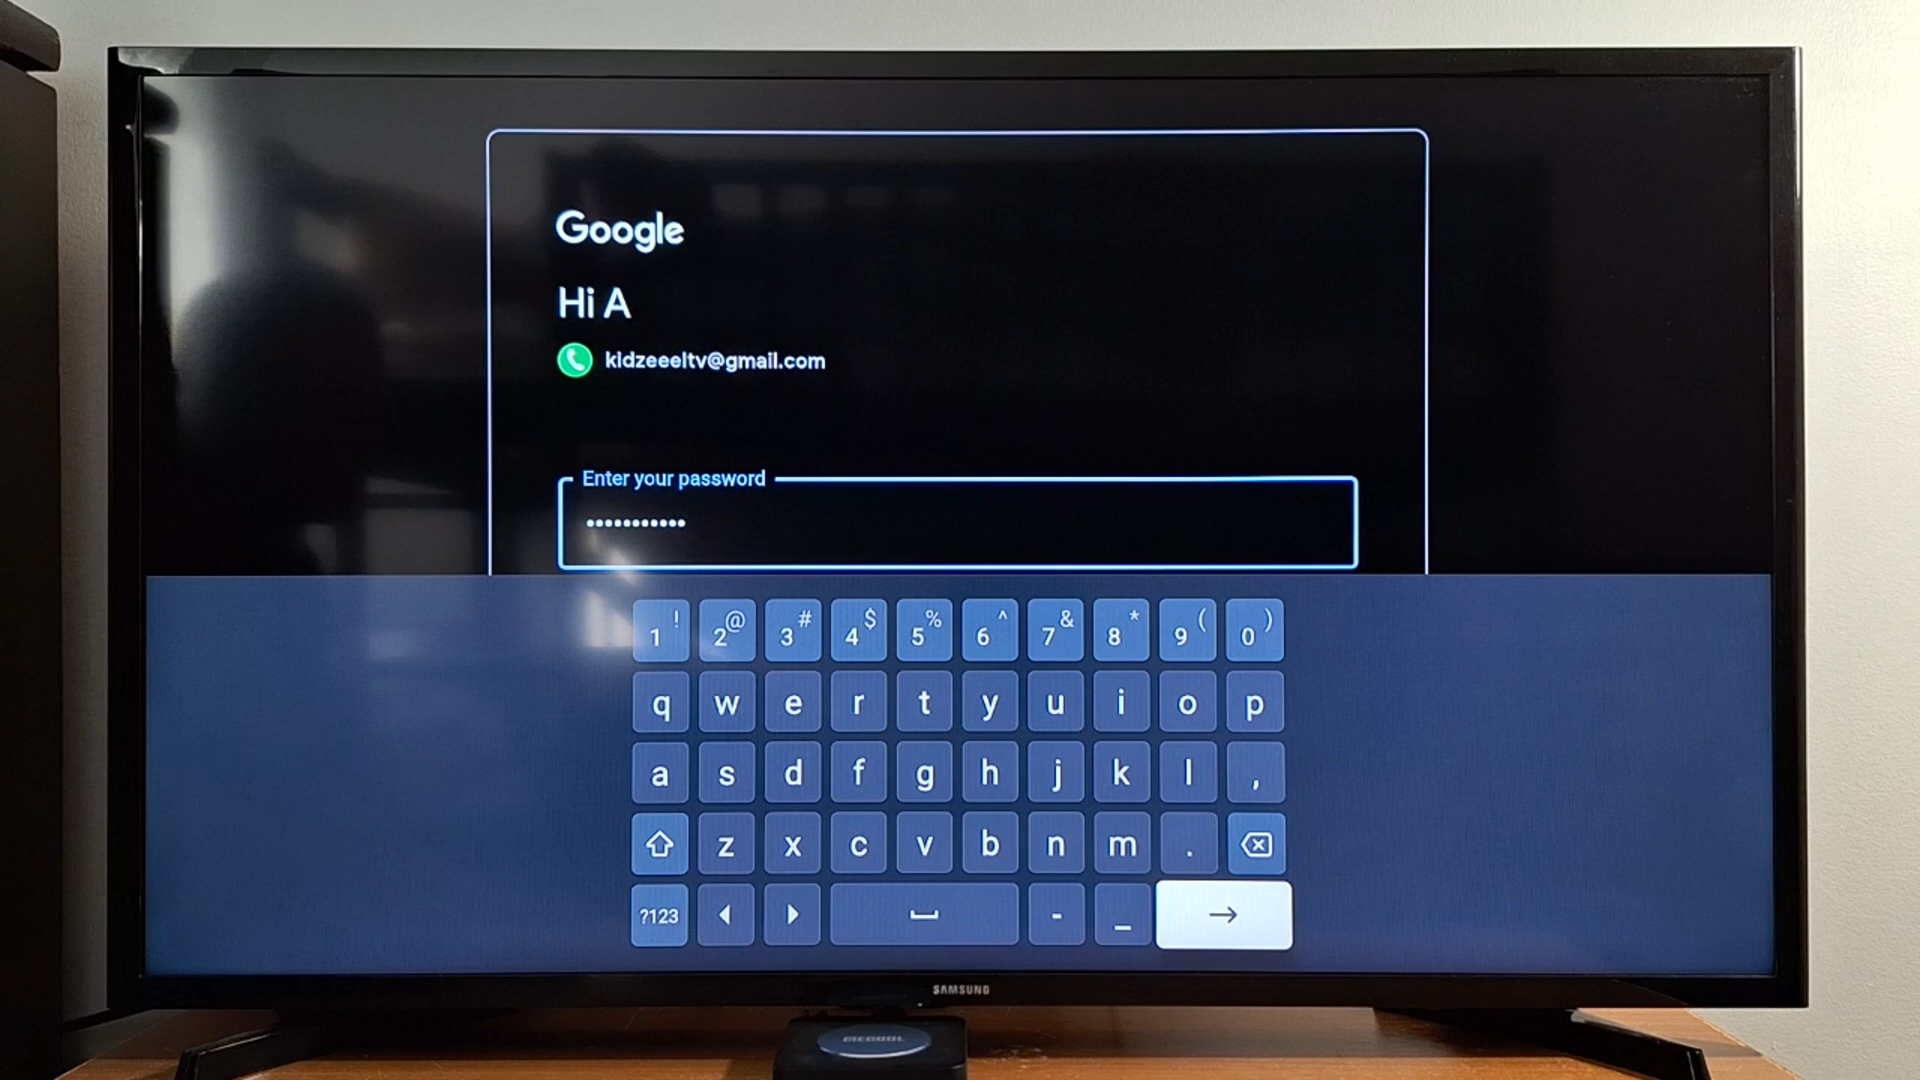 Google
Hi A
kidzeeeltv@gmail.com
Enter your password
•••••••••••
1 ! 2 @ 3 # 4 $ 5 % 6 ^ 7 & 8 * 9 ( 0 )
q w e r t y u i o p
a s d f g h j k l ,
z x c v b n m .
?123 - _
SAMSUNG
MECOOL